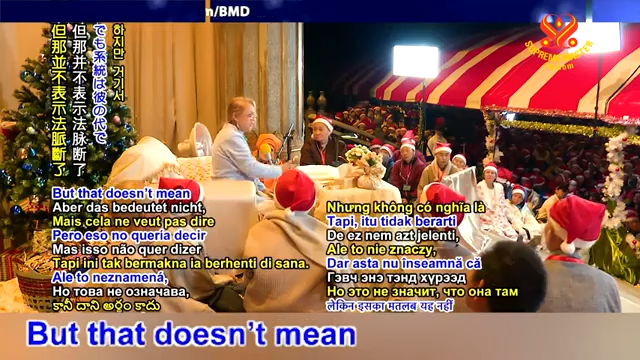 m/BMD
SUPREME MASTER
.com
하지만 거기서
でも系統は彼の代で
但那并不表示法脉断了
但那並不表示法脈斷了
But that doesn't mean
Aber das bedeutet nicht,
Mais cela ne veut pas dire
Pero eso no quería decir
Mas isso não quer dizer
Tapi ini tak bermakna ia berhenti di sana.
Ale to neznamená,
Но това не означава,
కానీ దాని అర్థం కాదు
Nhưng không có nghĩa là
Tapi, itu tidak berarti
De ez nem azt jelenti,
Ale to nie znaczy,
Dar asta nu înseamnă că
Гэвч энэ тэнд хүрээд
Но это не значит, что она там
लेकिन इसका मतलब यह नहीं
But that doesn't mean